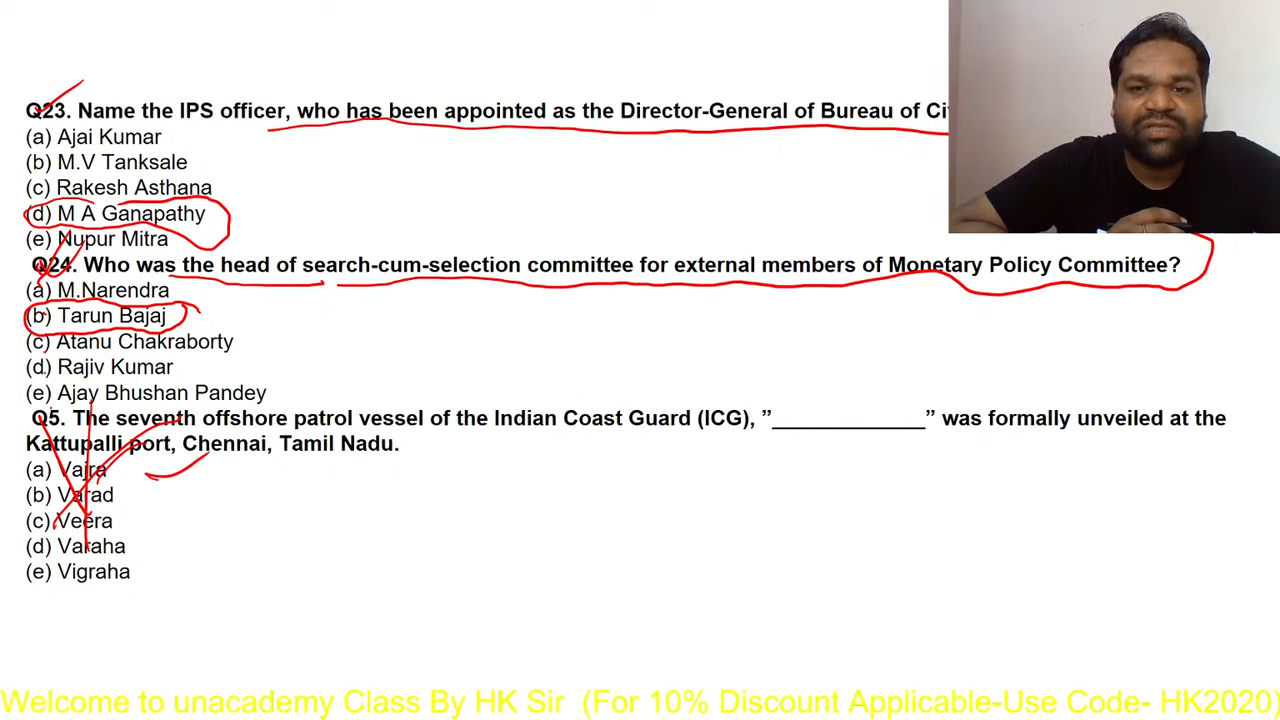 Q23. Name the IPS officer, who has been appointed as the Director-General of Bureau of
(a) Ajai Kumar
(b) M.V Tanksale
(c) Rakesh Asthana
(d) M A Ganapathy
(e) Nupur Mitra
Q24. Who was the head of search-cum-selection committee for external members of Monetary Policy Committee?
(a) M.Narendra
(b) Tarun Bajaj
(c) Atanu Chakraborty
(d) Rajiv Kumar
(e) Ajay Bhushan Pandey
Q5. The seventh offshore patrol vessel of the Indian Coast Guard (ICG), ”_____________” was formally unveiled at the
Kattupalli port, Chennai, Tamil Nadu.
(a) Vajra
(b) Varad
(c) Veera
(d) Varaha
(e) Vigraha
Welcome to unacademy Class By HK Sir (For 10% Discount Applicable-Use Code- HK2020)